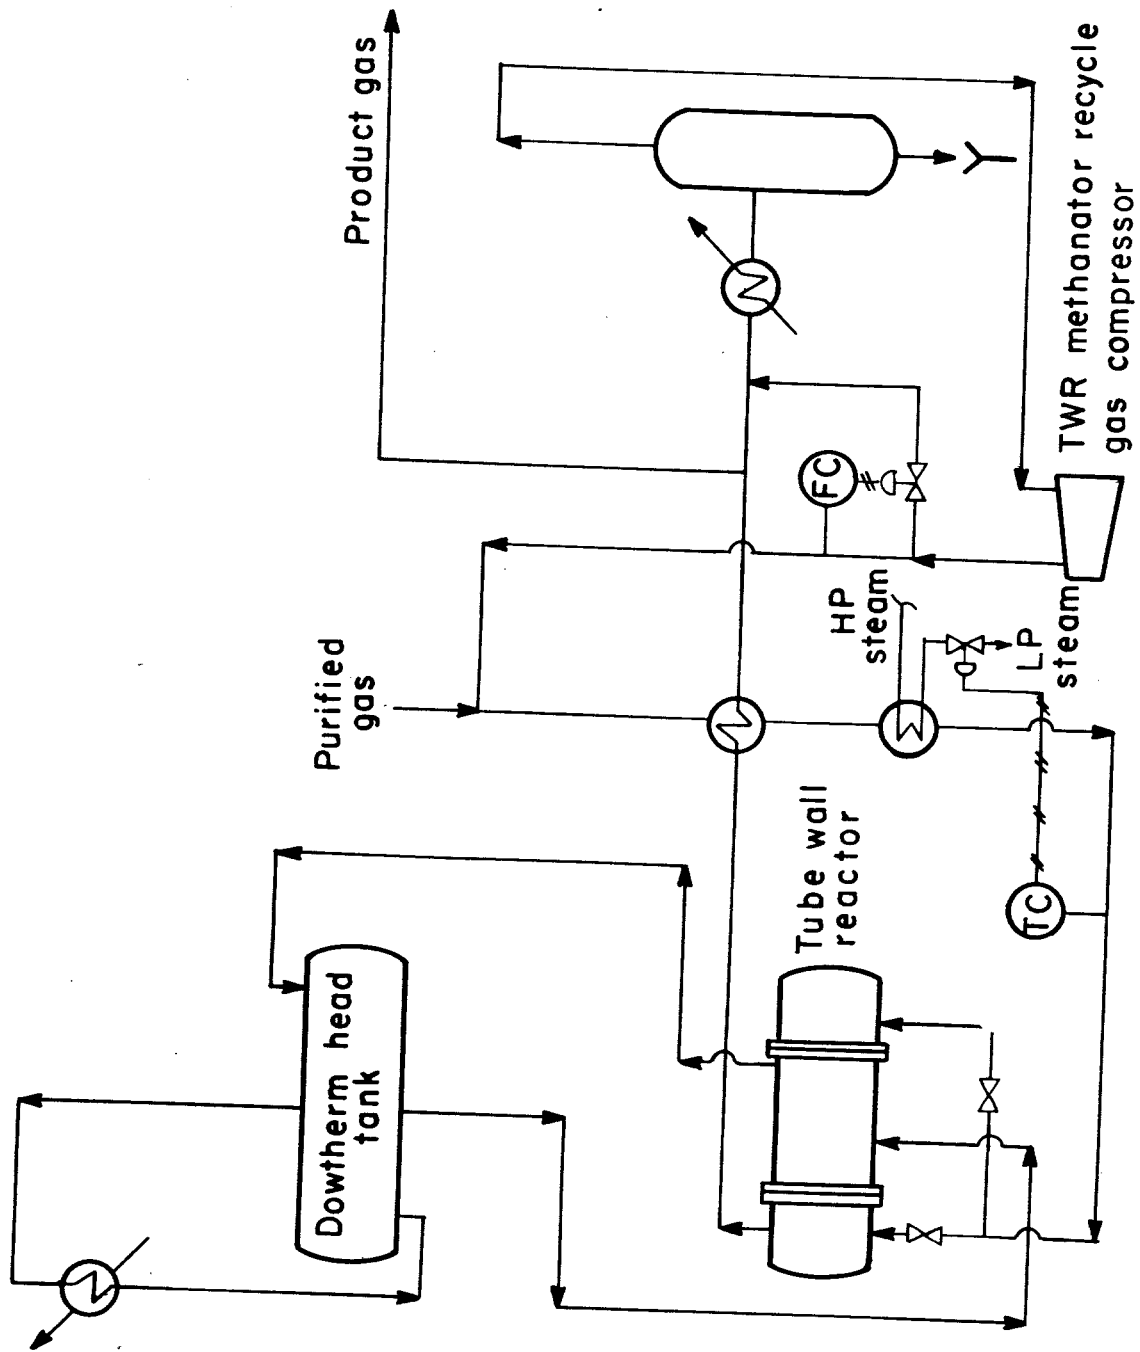 Product gas
Purified
gas
Dowtherm head
tank
Tube wall
reactor
HP
steam
LP
steam
FC
TC
TWR methanator recycle
gas compressor